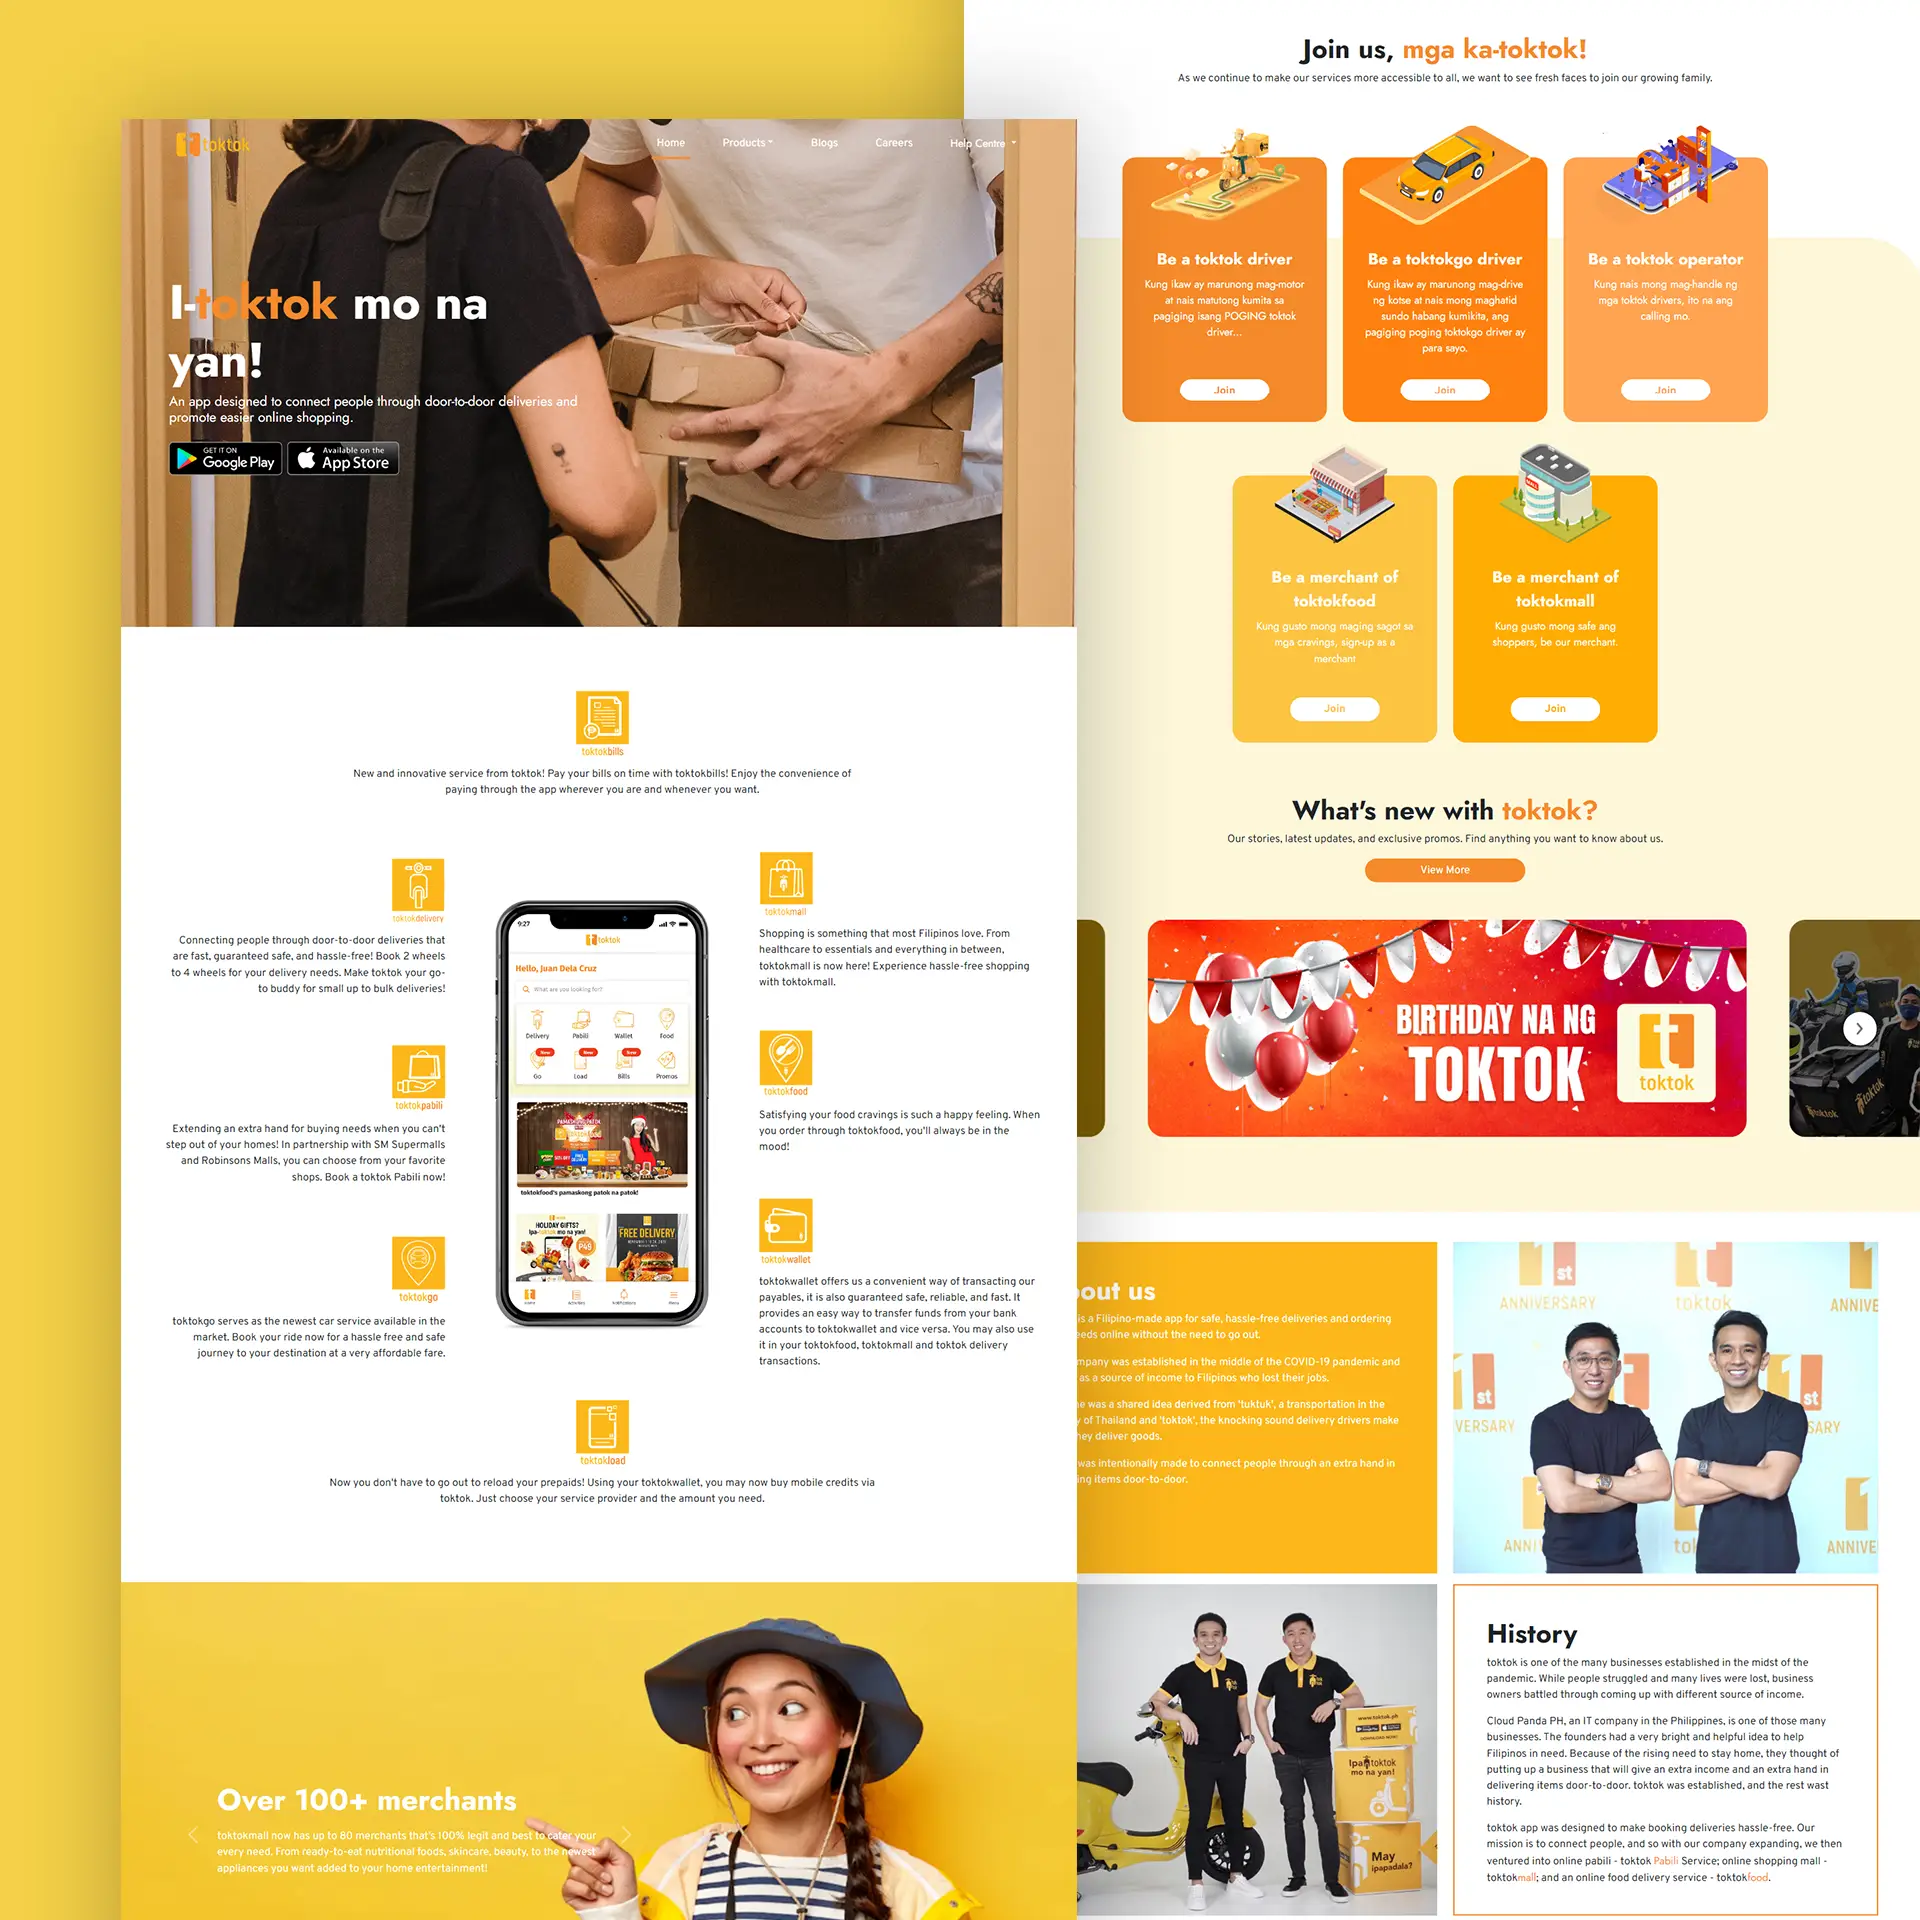 toktok
Home
Products
Blogs
Careers
Help Centre
I-toktok mo na
yan!
An app designed to connect people through door-to-door deliveries and
promote easier online shopping.
GET IT ON
Google Play
Available on the
App Store
toktokbills
New and innovative service from toktok! Pay your bills on time with toktokbills! Enjoy the convenience of
paying through the app wherever you are and whenever you want.
toktokdelivery
Connecting people through door-to-door deliveries that
are fast, guaranteed safe, and hassle-free! Book 2 wheels
to 4 wheels for your delivery needs. Make toktok your go-
to buddy for small up to bulk deliveries!
toktokpabili
Extending an extra hand for buying needs when you can't
step out of your homes! In partnership with SM Supermalls
and Robinsons Malls, you can choose from your favorite
shops. Book a toktok Pabili now!
toktokgo
toktokgo serves as the newest car service available in the
market. Book your ride now for a hassle free and safe
journey to your destination at a very affordable fare.
9:27
toktok
Hello, Juan Dela Cruz
What are you looking for?
Delivery
Pabili
Wallet
Food
New
New
New
Go
Load
Bills
Promos
toktokfood's pamaskong patok na patok!
HOLIDAY GIFTS?
Ipa-toktok mo na yan!
P49
FREE DELIVERY
Home
Activities
Notifications
Menu
toktokmall
Shopping is something that most Filipinos love. From
healthcare to essentials and everything in between,
toktokmall is now here! Experience hassle-free shopping
with toktokmall.
toktokfood
Satisfying your food cravings is such a happy feeling. When
you order through toktokfood, you'll always be in the
mood!
toktokwallet
toktokwallet offers us a convenient way of transacting our
payables, it is also guaranteed safe, reliable, and fast. It
provides an easy way to transfer funds from your bank
accounts to toktokwallet and vice versa. You may also use
it in your toktokfood, toktokmall and toktok delivery
transactions.
toktokload
Now you don't have to go out to reload your prepaids! Using your toktokwallet, you may now buy mobile credits via
toktok. Just choose your service provider and the amount you need.
Over 100+ merchants
toktokmall now has up to 80 merchants that's 100% legit and best to cater your
every need. From ready-to-eat nutritional foods, skincare, beauty, to the newest
appliances you want added to your home entertainment!
Join us, mga ka-toktok!
As we continue to make our services more accessible to all, we want to see fresh faces to join our growing family.
Be a toktok driver
Kung ikaw ay marunong mag-motor
at nais matutong kumita sa
pagiging isang POGING toktok
driver...
Join
Be a toktokgo driver
Kung ikaw ay marunong mag-drive
ng kotse at nais mong maghatid
sundo habang kumikita, ang
pagiging poging toktokgo driver ay
para sayo.
Join
Be a toktok operator
Kung nais mong mag-handle ng
mga toktok drivers, ito na ang
calling mo.
Join
Be a merchant of
toktokfood
Kung gusto mong maging sagot sa
mga cravings, sign-up as a
merchant
Join
MALL
Be a merchant of
toktokmall
Kung gusto mong safe ang
shoppers, be our merchant.
Join
What's new with toktok?
Our stories, latest updates, and exclusive promos. Find anything you want to know about us.
View More
BIRTHDAY NA NG
TOKTOK
toktok
toktok
toktok
out us
is a Filipino-made app for safe, hassle-free deliveries and ordering
eds online without the need to go out.
mpany was established in the middle of the COVID-19 pandemic and
as a source of income to Filipinos who lost their jobs.
e was a shared idea derived from 'tuktuk', a transportation in the
y of Thailand and 'toktok', the knocking sound delivery drivers make
hey deliver goods.
was intentionally made to connect people through an extra hand in
ing items door-to-door.
st
ANNIVERSARY
toktok
ANNIVE
st
VERSARY
st
SARY
ANNI
tok
ANNIVE
www.toktok.ph
Ipa-toktok
mo na yan!
May
ipapadala?
History
toktok is one of the many businesses established in the midst of the
pandemic. While people struggled and many lives were lost, business
owners battled through coming up with different source of income.
Cloud Panda PH, an IT company in the Philippines, is one of those many
businesses. The founders had a very bright and helpful idea to help
Filipinos in need. Because of the rising need to stay home, they thought of
putting up a business that will give an extra income and an extra hand in
delivering items door-to-door. toktok was established, and the rest wast
history.
toktok app was designed to make booking deliveries hassle-free. Our
mission is to connect people, and so with our company expanding, we then
ventured into online pabili - toktok Pabili Service; online shopping mall -
toktokmall; and an online food delivery service - toktokfood.